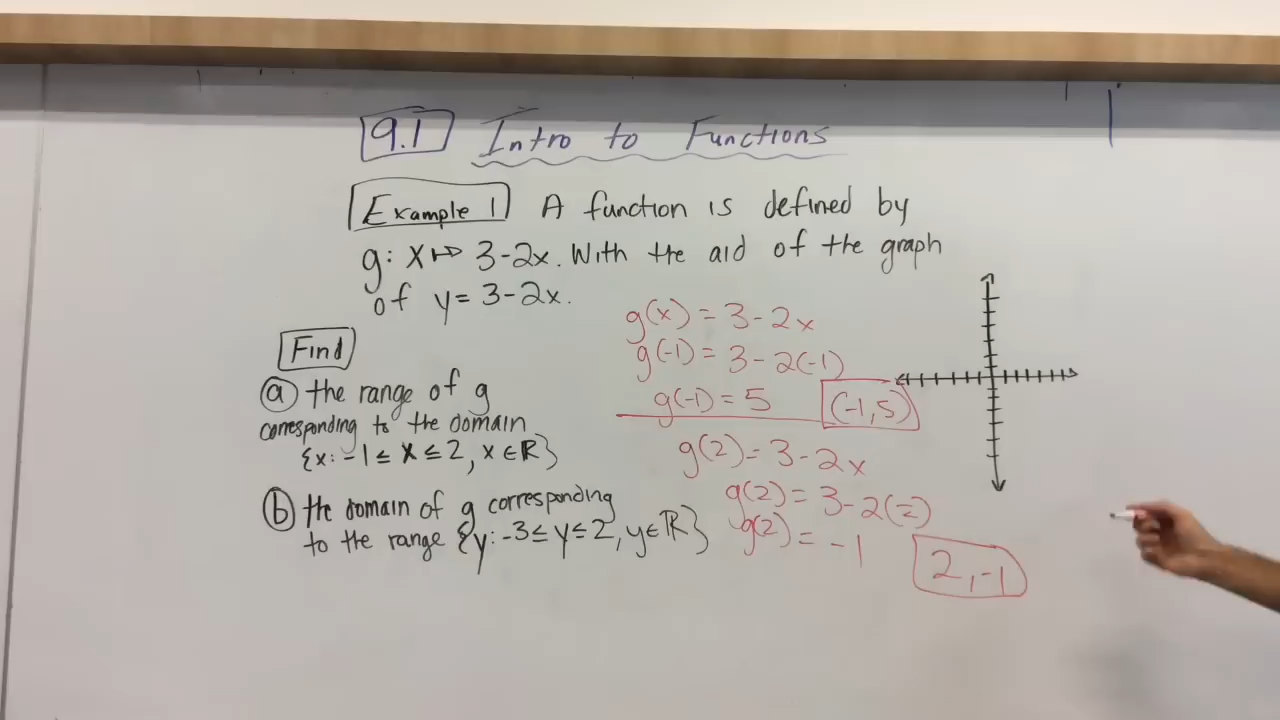 9.1 Intro to Functions
Example 1 A function is defined by
g: x ↦ 3-2x. With the aid of the graph
of y = 3-2x.
Find
ⓐ the range of g
corresponding to the domain
{x: -1 ≤ x ≤ 2, x ∈ ℝ}
ⓑ the domain of g corresponding
to the range {y: -3 ≤ y ≤ 2, y ∈ ℝ}
g(x) = 3-2x
g(-1) = 3-2(-1)
g(-1) = 5 (-1,5)
g(2) = 3-2x
g(2) = 3-2(2)
g(2) = -1
2,-1